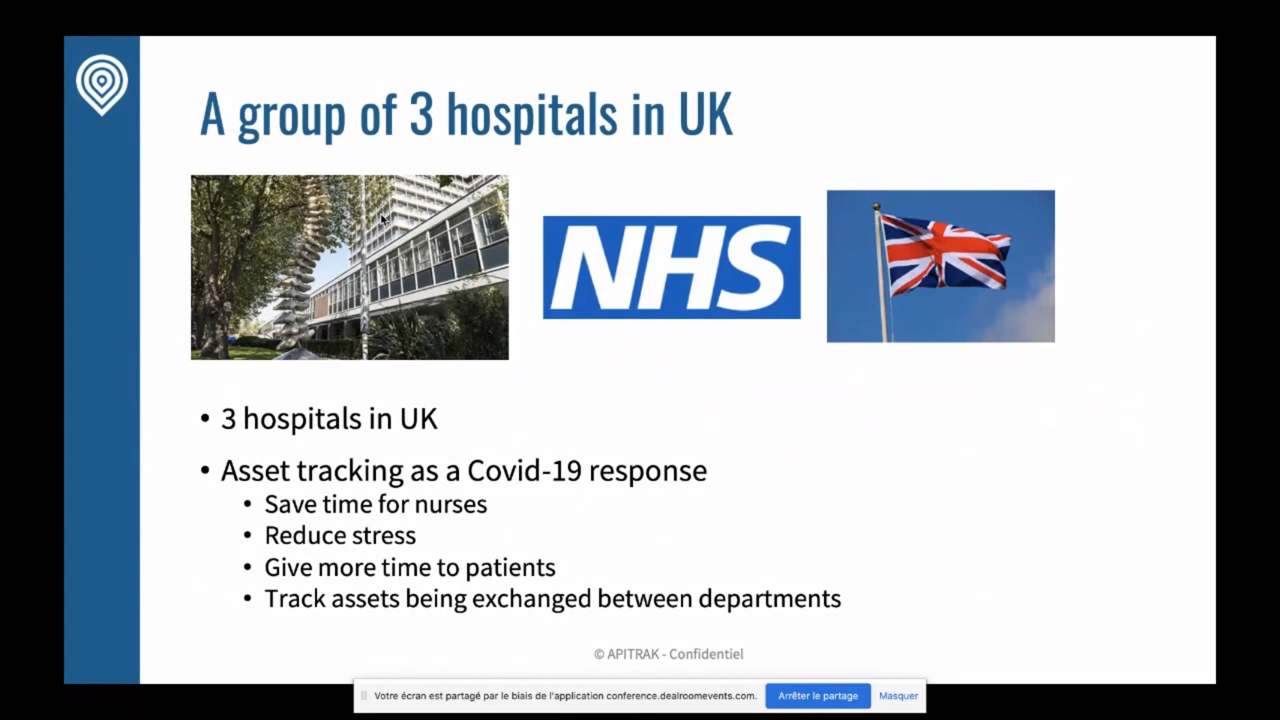 A group of 3 hospitals in UK
NHS
• 3 hospitals in UK
• Asset tracking as a Covid-19 response
• Save time for nurses
• Reduce stress
• Give more time to patients
• Track assets being exchanged between departments
© APITRAK - Confidentiel
Votre écran est partagé par le biais de l'application conference.dealroomevents.com. Arrêter le partage Masquer